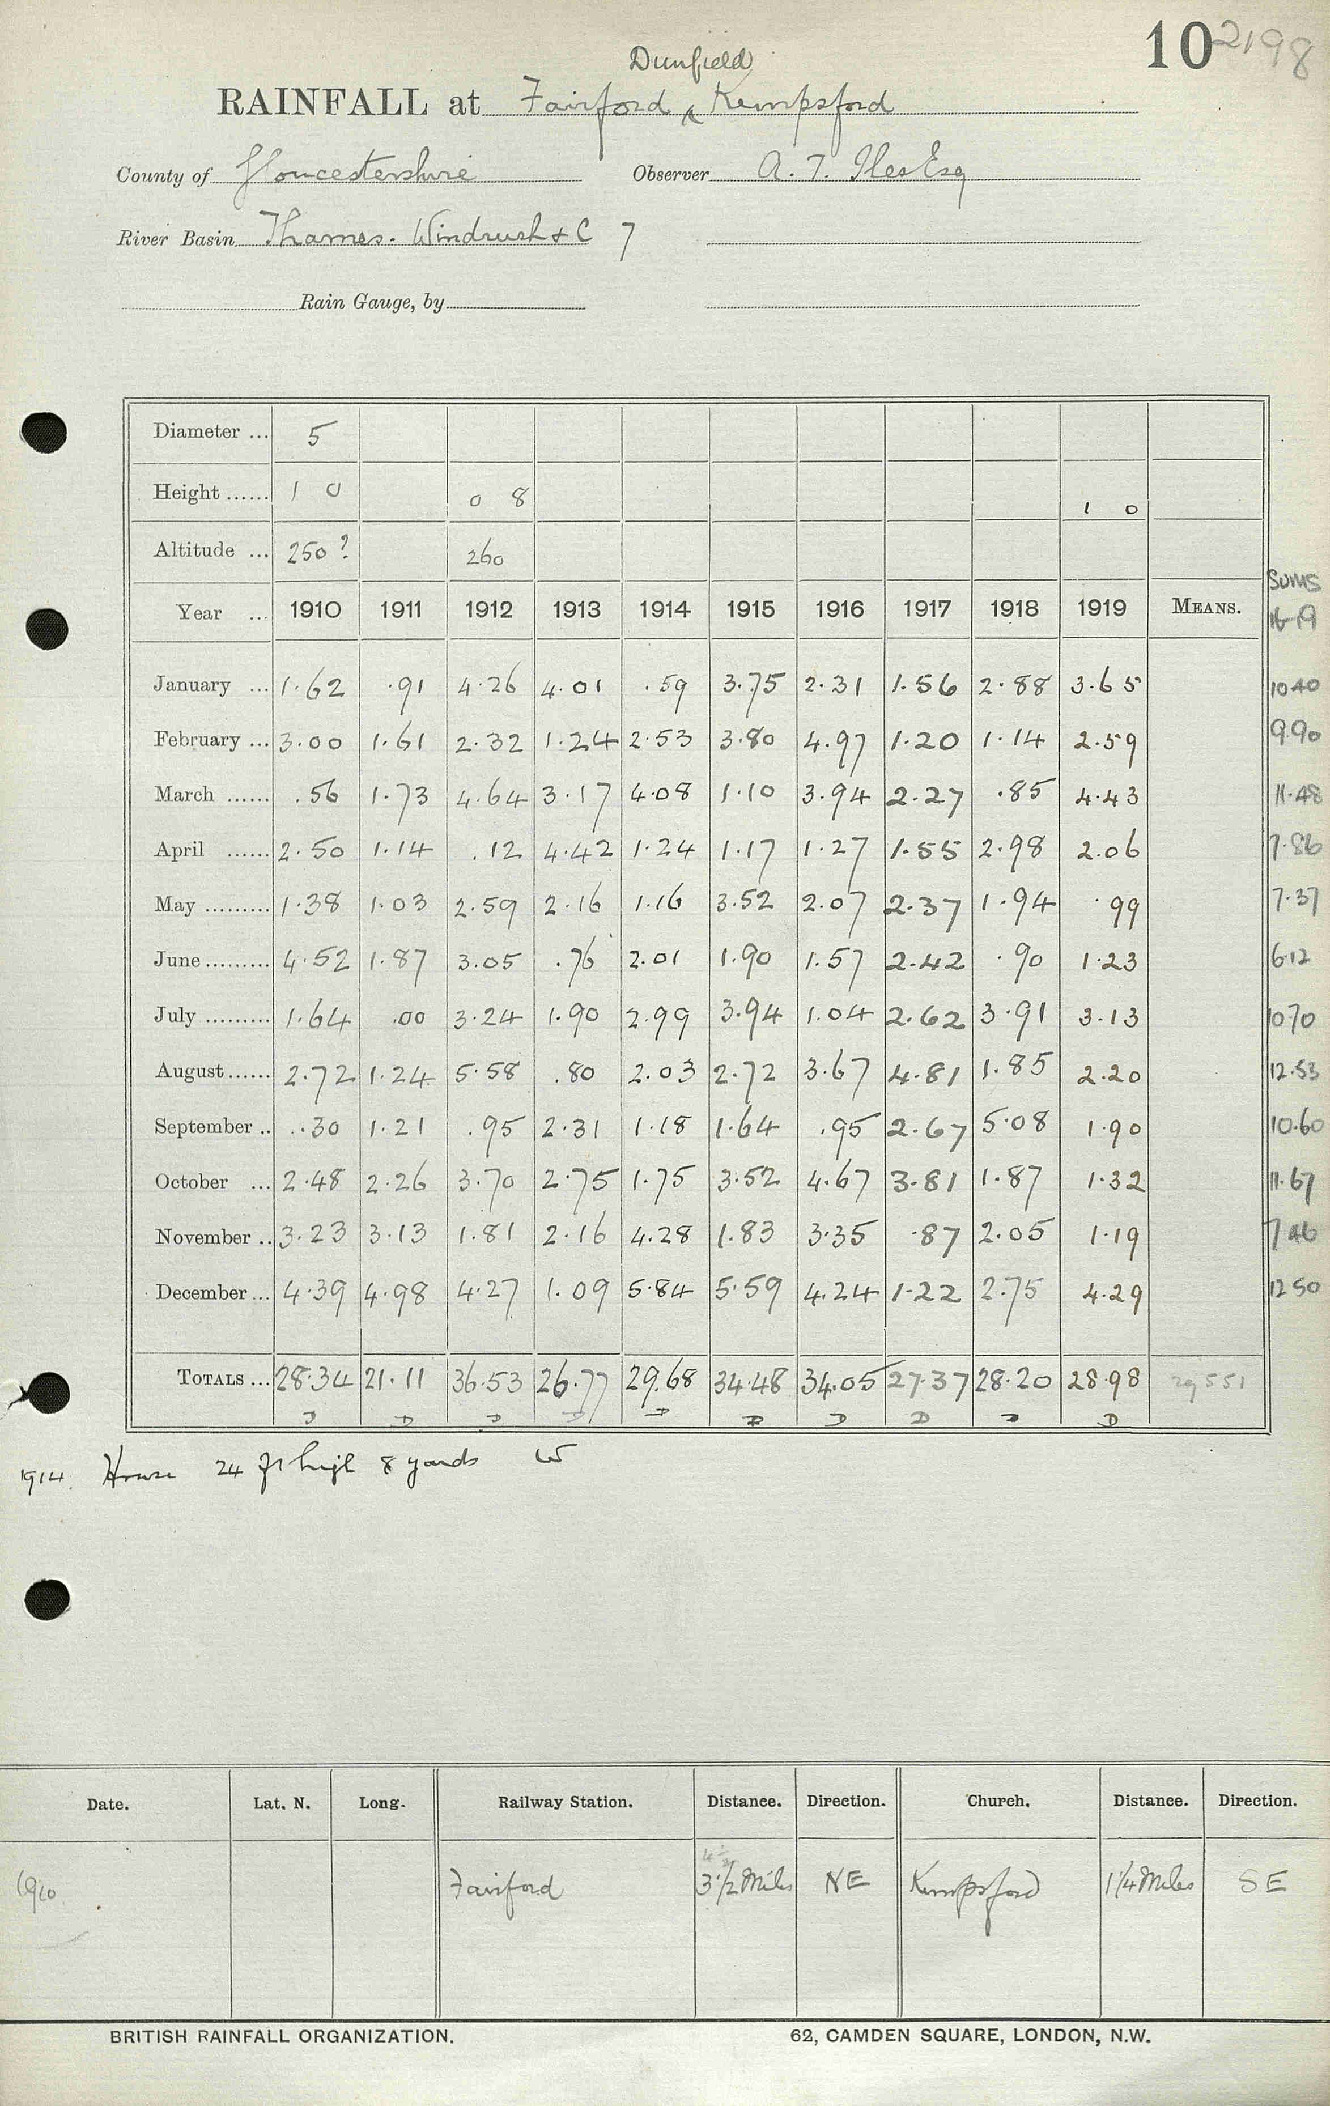 10 2198
Dunfield
RAINFALL at Fairford Kempsford
County of Gloucestershire Observer A. T. Iles Esq
River Basin Thames. Windrush & C 7
Rain Gauge, by
Diameter ... 5
Height ...... 1 0 0 8 1 0
Altitude ... 250? 260
Sums
Year ... 1910 1911 1912 1913 1914 1915 1916 1917 1918 1919 MEANS. 16-19
January ... 1.62 .91 4.26 4.01 .59 3.75 2.31 1.56 2.88 3.65 1040
February ... 3.00 1.61 2.32 1.24 2.53 3.80 4.97 1.20 1.14 2.59 9.90
March ...... .56 1.73 4.64 3.17 4.08 1.10 3.94 2.27 .85 4.43 11.48
April ...... 2.50 1.14 .12 4.42 1.24 1.17 1.27 1.55 2.98 2.06 7.86
May ......... 1.38 1.03 2.59 2.16 1.16 3.52 2.07 2.37 1.94 .99 7.37
June ......... 4.52 1.87 3.05 .76 2.01 1.90 1.57 2.42 .90 1.23 612
July ......... 1.64 .00 3.24 1.90 2.99 3.94 1.04 2.62 3.91 3.13 1070
August ...... 2.72 1.24 5.58 .80 2.03 2.72 3.67 4.81 1.85 2.20 12.53
September .. .30 1.21 .95 2.31 1.18 1.64 .95 2.67 5.08 1.90 10.60
October ... 2.48 2.26 3.70 2.75 1.75 3.52 4.67 3.81 1.87 1.32 11.67
November .. 3.23 3.13 1.81 2.16 4.28 1.83 3.35 .87 2.05 1.19 746
December ... 4.39 4.98 4.27 1.09 5.84 5.59 4.24 1.22 2.75 4.29 1250
TOTALS ... 28.34 21.11 36.53 26.77 29.68 34.48 34.05 27.37 28.20 28.98 29551
D D D D D D D D D D
1914. House 24 ft high 8 yards W
Date. Lat. N. Long. Railway Station. Distance. Direction. Church. Distance. Direction.
1910. Fairford 3 1/2 Miles NE Kempsford 1 1/4 Miles SE
BRITISH RAINFALL ORGANIZATION. 62, CAMDEN SQUARE, LONDON, N.W.